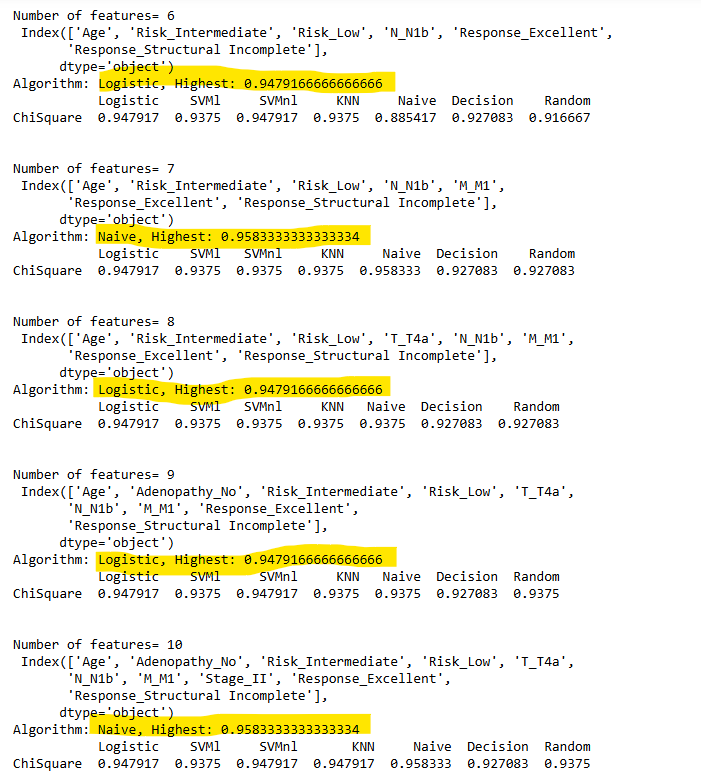 Number of features= 6
Index(['Age', 'Risk_Intermediate', 'Risk_Low', 'N_N1b', 'Response_Excellent',
'Response_Structural Incomplete'],
dtype='object')
Algorithm: Logistic, Highest: 0.9479166666666666
Logistic SVMl SVMnl KNN Naive Decision Random
ChiSquare 0.947917 0.9375 0.947917 0.9375 0.885417 0.927083 0.916667
Number of features= 7
Index(['Age', 'Risk_Intermediate', 'Risk_Low', 'N_N1b', 'M_M1',
'Response_Excellent', 'Response_Structural Incomplete'],
dtype='object')
Algorithm: Naive, Highest: 0.9583333333333334
Logistic SVMl SVMnl KNN Naive Decision Random
ChiSquare 0.947917 0.9375 0.9375 0.9375 0.958333 0.927083 0.927083
Number of features= 8
Index(['Age', 'Risk_Intermediate', 'Risk_Low', 'T_T4a', 'N_N1b', 'M_M1',
'Response_Excellent', 'Response_Structural Incomplete'],
dtype='object')
Algorithm: Logistic, Highest: 0.9479166666666666
Logistic SVMl SVMnl KNN Naive Decision Random
ChiSquare 0.947917 0.9375 0.9375 0.9375 0.9375 0.927083 0.927083
Number of features= 9
Index(['Age', 'Adenopathy_No', 'Risk_Intermediate', 'Risk_Low', 'T_T4a',
'N_N1b', 'M_M1', 'Response_Excellent',
'Response_Structural Incomplete'],
dtype='object')
Algorithm: Logistic, Highest: 0.9479166666666666
Logistic SVMl SVMnl KNN Naive Decision Random
ChiSquare 0.947917 0.9375 0.947917 0.9375 0.9375 0.927083 0.9375
Number of features= 10
Index(['Age', 'Adenopathy_No', 'Risk_Intermediate', 'Risk_Low', 'T_T4a',
'N_N1b', 'M_M1', 'Stage_II', 'Response_Excellent',
'Response_Structural Incomplete'],
dtype='object')
Algorithm: Naive, Highest: 0.9583333333333334
Logistic SVMl SVMnl KNN Naive Decision Random
ChiSquare 0.947917 0.9375 0.947917 0.947917 0.958333 0.927083 0.9375